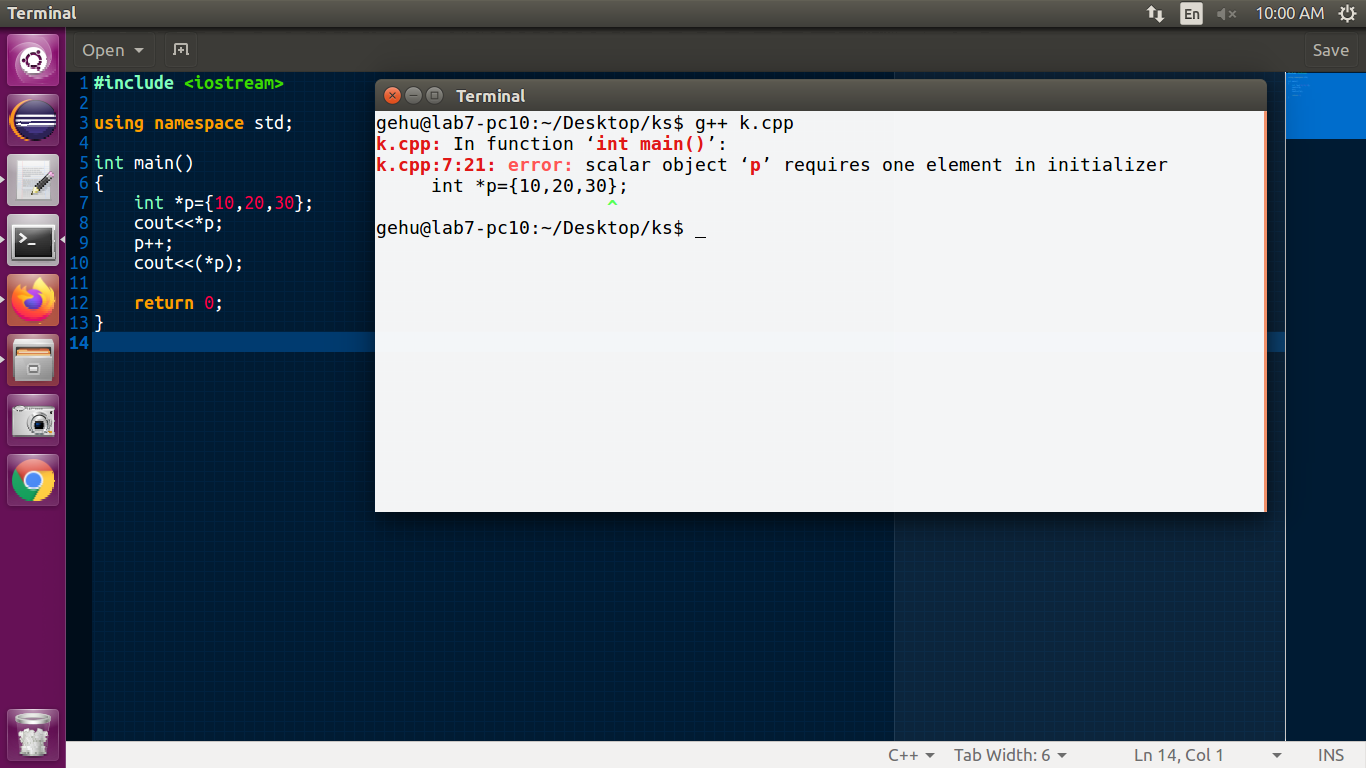 Terminal
En
10:00 AM
Open
Save
1 #include <iostream>
2
3 using namespace std;
4
5 int main()
6 {
7     int *p={10,20,30};
8     cout<<*p;
9     p++;
10     cout<<(*p);
11
12     return 0;
13 }
14
Terminal
gehu@lab7-pc10:~/Desktop/ks$ g++ k.cpp
k.cpp: In function ‘int main()’:
k.cpp:7:21: error: scalar object ‘p’ requires one element in initializer
     int *p={10,20,30};
                     ^
gehu@lab7-pc10:~/Desktop/ks$ _
C++
Tab Width: 6
Ln 14, Col 1
INS